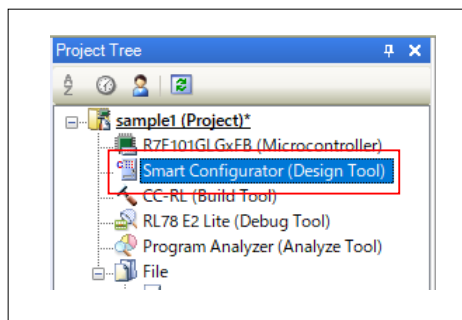 Project Tree
sample1 (Project)*
R7F101GLGxFB (Microcontroller)
Smart Configurator (Design Tool)
CC-RL (Build Tool)
RL78 E2 Lite (Debug Tool)
Program Analyzer (Analyze Tool)
File